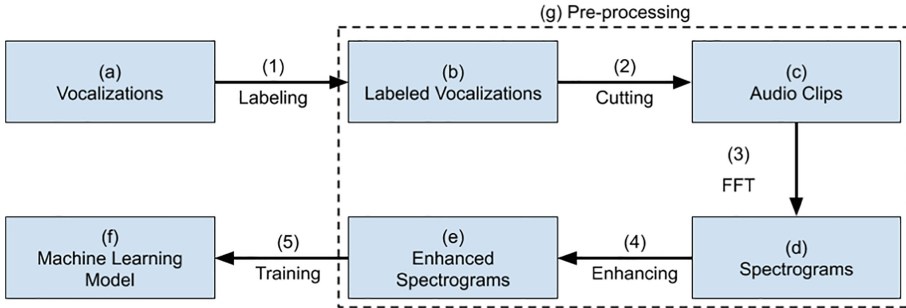 (g) Pre-processing
(a)
Vocalizations
(1)
Labeling
(b)
Labeled Vocalizations
(2)
Cutting
(c)
Audio Clips
(3)
FFT
(d)
Spectrograms
(4)
Enhancing
(e)
Enhanced
Spectrograms
(5)
Training
(f)
Machine Learning
Model